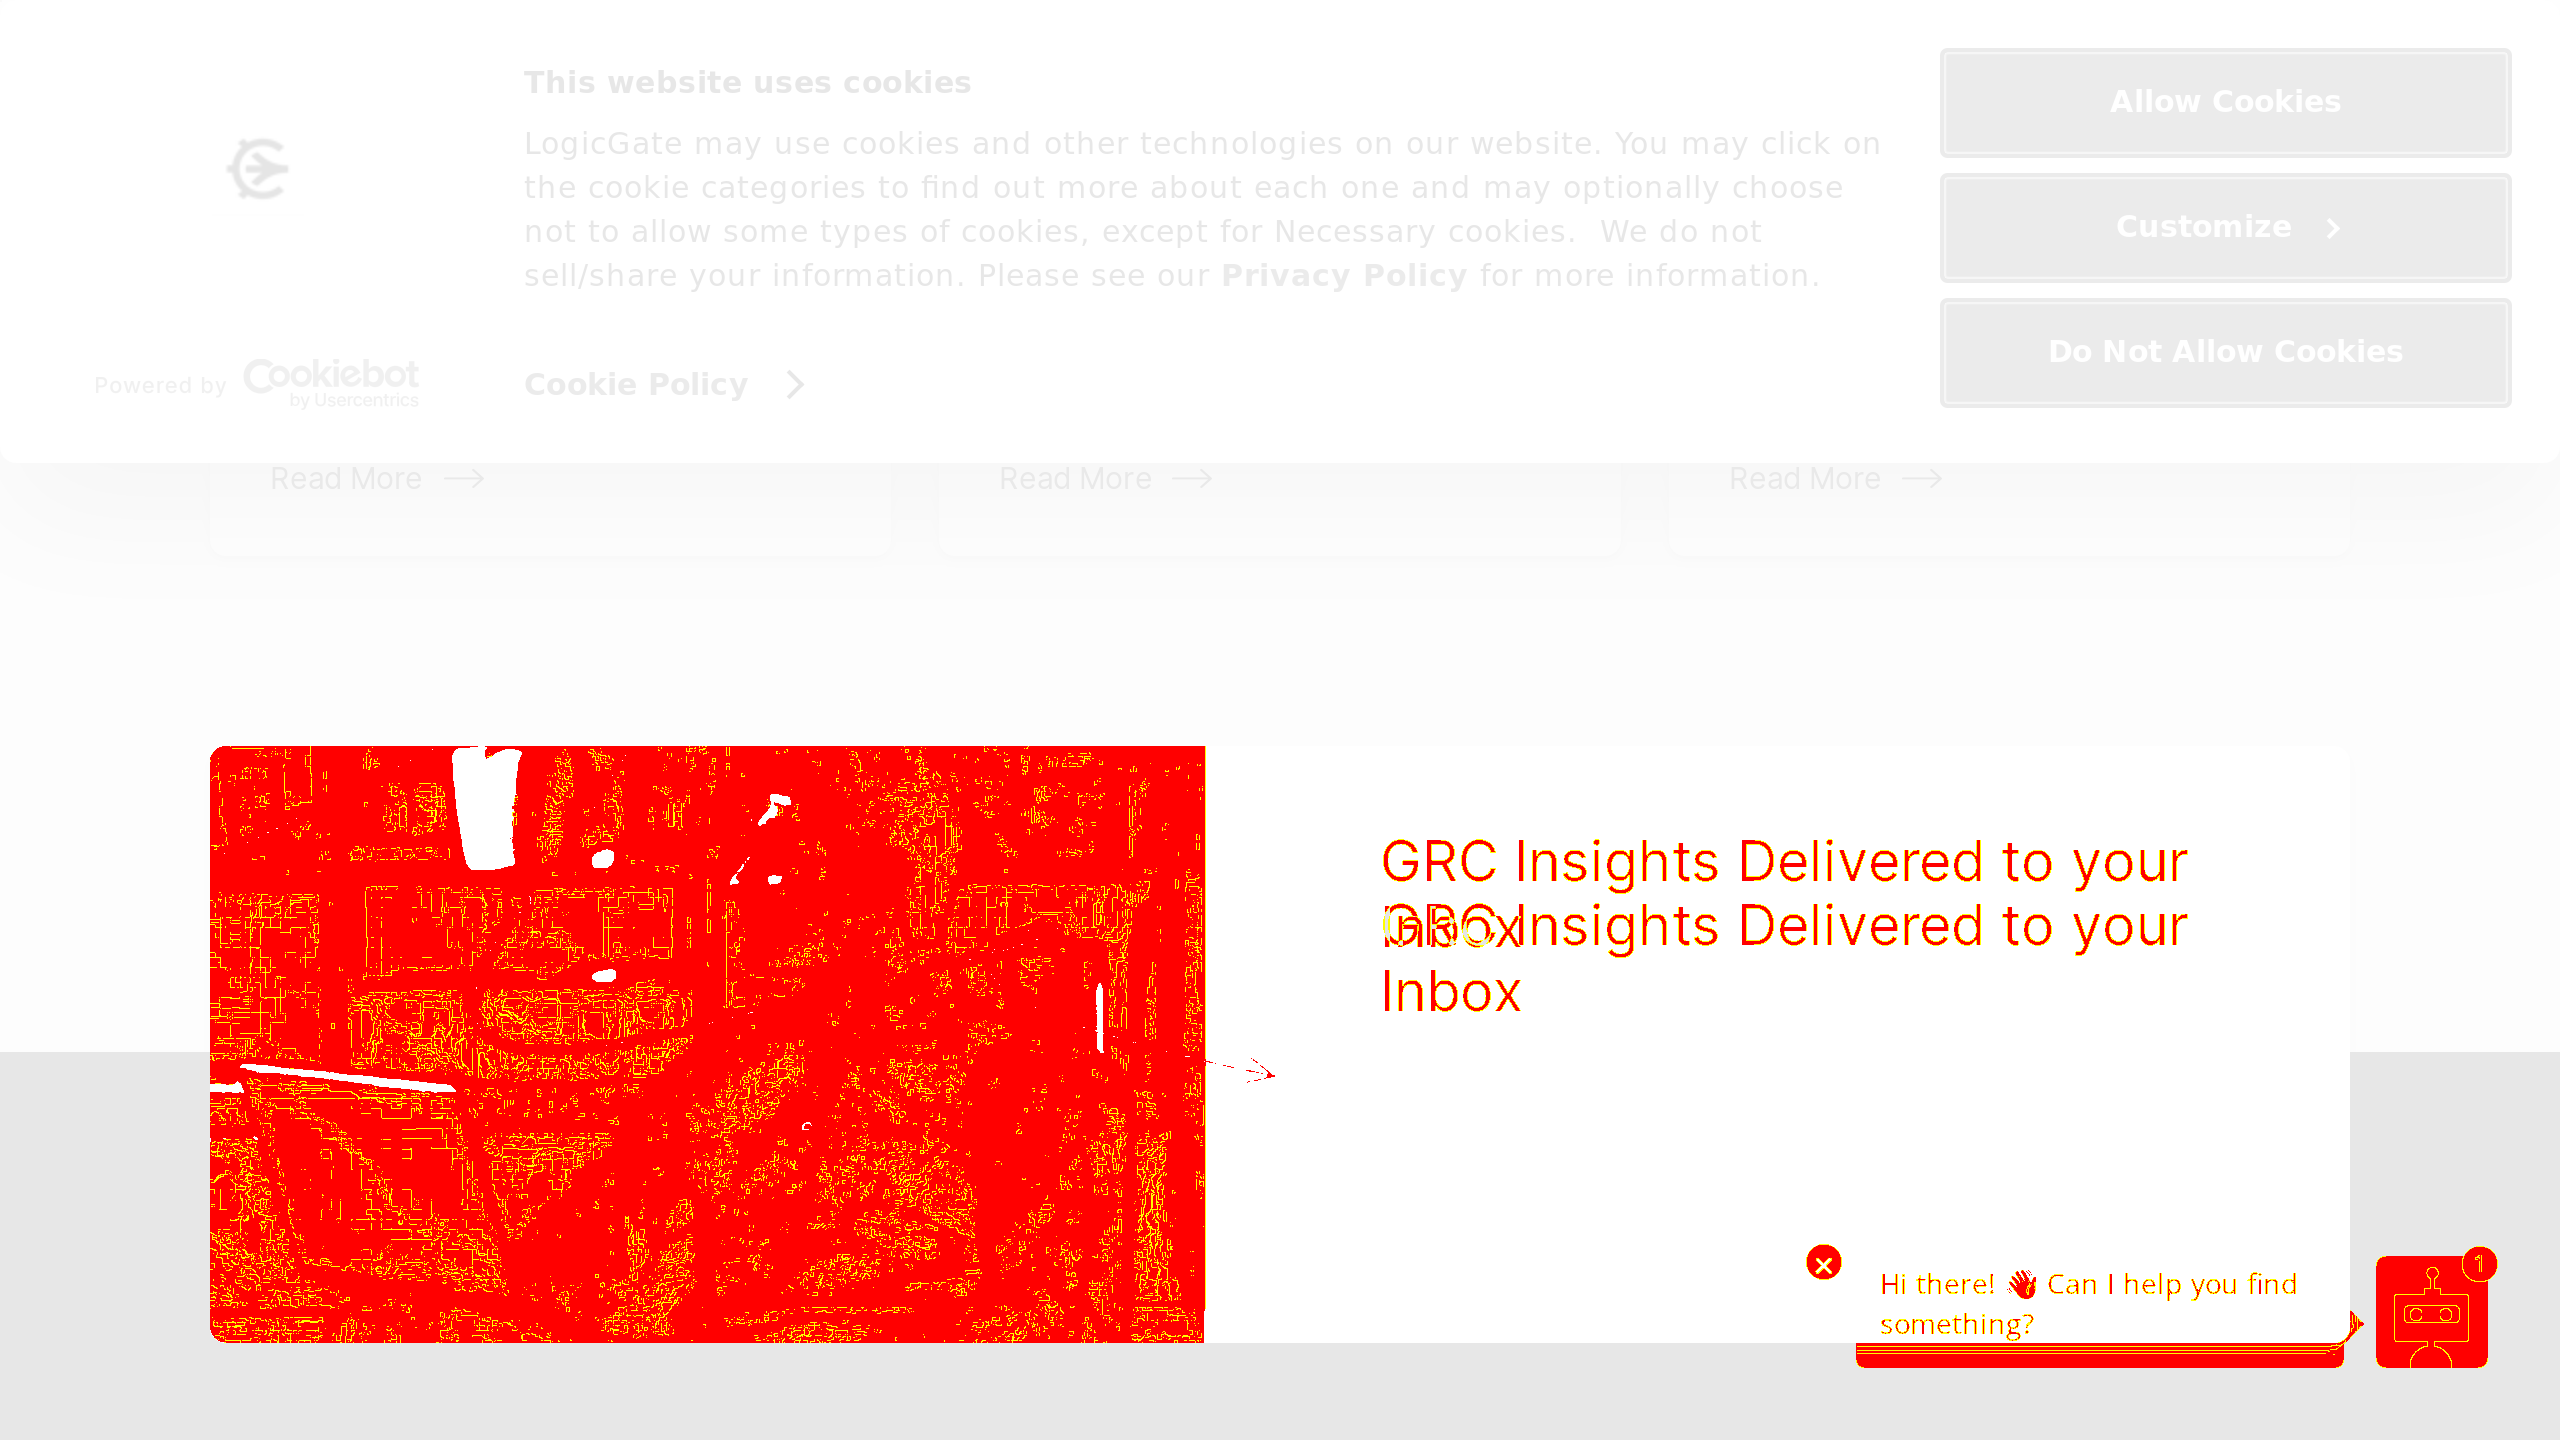 This website uses cookies
LogicGate may use cookies and other technologies on our website. You may click on
the cookie categories to find out more about each one and may optionally choose
not to allow some types of cookies, except for Necessary cookies. We do not
sell/share your information. Please see our Privacy Policy for more information.
Powered by Cookiebot
by Usercentrics
Cookie Policy
Allow Cookies
Customize
Do Not Allow Cookies
Read More
Read More
Read More
GRC Insights Delivered to your
Inbox
GRC Insights Delivered to your
Inbox
Hi there! 👋 Can I help you find
something?
1